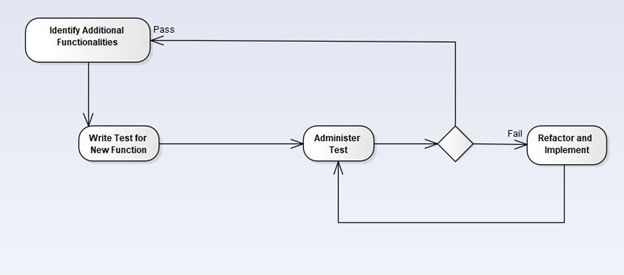 Identify Additional
Functionalities
Pass
Write Test for
New Function
Administer
Test
Fail
Refactor and
Implement